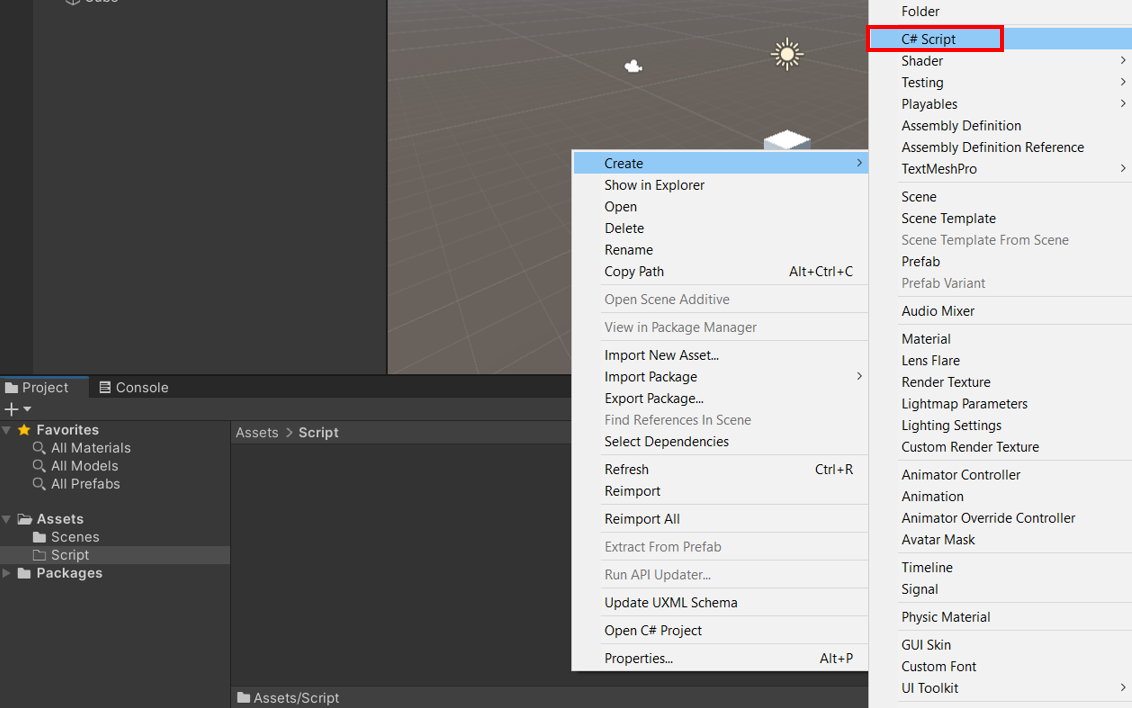 Cube
Project
Console
Favorites
All Materials
All Models
All Prefabs
Assets
Scenes
Script
Packages
Assets > Script
Assets/Script
Create
Show in Explorer
Open
Delete
Rename
Copy Path Alt+Ctrl+C
Open Scene Additive
View in Package Manager
Import New Asset...
Import Package
Export Package...
Find References In Scene
Select Dependencies
Refresh Ctrl+R
Reimport
Reimport All
Extract From Prefab
Run API Updater...
Update UXML Schema
Open C# Project
Properties... Alt+P
Folder
C# Script
Shader
Testing
Playables
Assembly Definition
Assembly Definition Reference
TextMeshPro
Scene
Scene Template
Scene Template From Scene
Prefab
Prefab Variant
Audio Mixer
Material
Lens Flare
Render Texture
Lightmap Parameters
Lighting Settings
Custom Render Texture
Animator Controller
Animation
Animator Override Controller
Avatar Mask
Timeline
Signal
Physic Material
GUI Skin
Custom Font
UI Toolkit